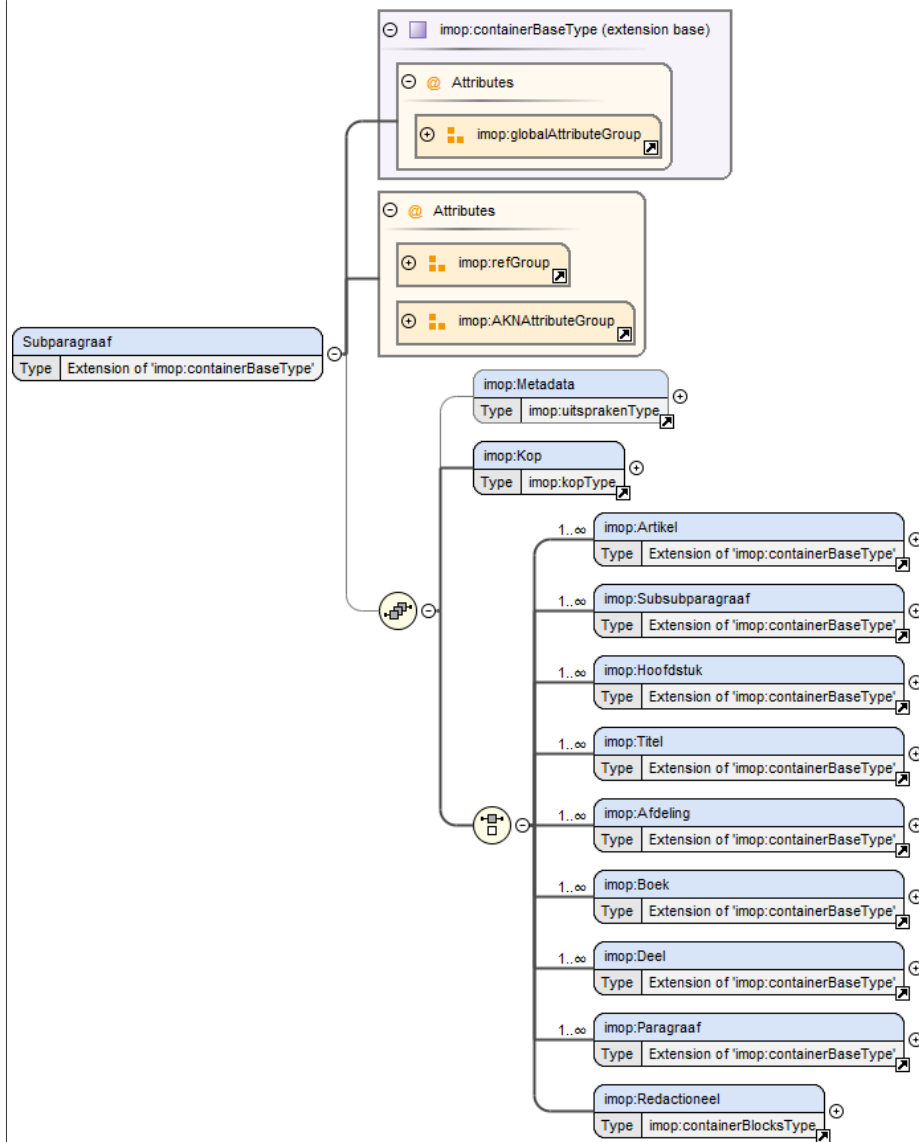 imop:containerBaseType (extension base)
@ Attributes
imop:globalAttributeGroup
@ Attributes
imop:refGroup
imop:AKNAttributeGroup
Subparagraaf
Type Extension of 'imop:containerBaseType'
imop:Metadata
Type imop:uitsprakenType
imop:Kop
Type imop:kopType
1..∞ imop:Artikel
Type Extension of 'imop:containerBaseType'
1..∞ imop:Subsubparagraaf
Type Extension of 'imop:containerBaseType'
1..∞ imop:Hoofdstuk
Type Extension of 'imop:containerBaseType'
1..∞ imop:Titel
Type Extension of 'imop:containerBaseType'
1..∞ imop:Afdeling
Type Extension of 'imop:containerBaseType'
1..∞ imop:Boek
Type Extension of 'imop:containerBaseType'
1..∞ imop:Deel
Type Extension of 'imop:containerBaseType'
1..∞ imop:Paragraaf
Type Extension of 'imop:containerBaseType'
imop:Redactioneel
Type imop:containerBlocksType